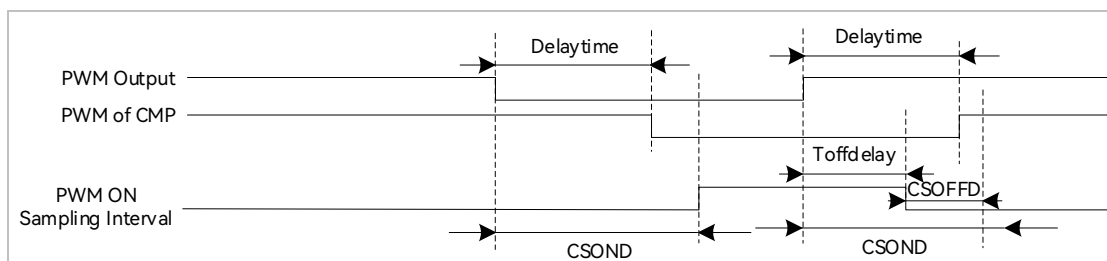 Delaytime
Delaytime
PWM Output
PWM of CMP
Toffdelay
PWM ON
Sampling Interval
CSOFFD
CSOND
CSOND